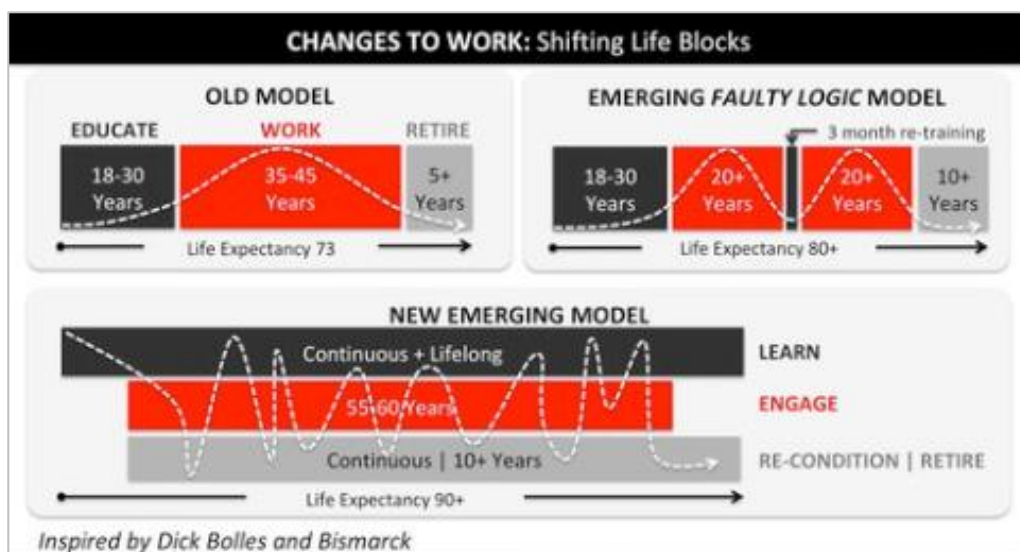 CHANGES TO WORK: Shifting Life Blocks
OLD MODEL
EDUCATE WORK RETIRE
18-30 Years
35-45 Years
5+ Years
Life Expectancy 73
EMERGING FAULTY LOGIC MODEL
3 month re-training
18-30 Years
20+ Years
20+ Years
10+ Years
Life Expectancy 80+
NEW EMERGING MODEL
Continuous + Lifelong
LEARN
55-60 Years
ENGAGE
Continuous | 10+ Years
RE-CONDITION | RETIRE
Life Expectancy 90+
Inspired by Dick Bolles and Bismarck